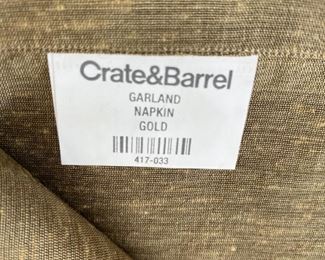 Crate&Barrel
GARLAND
NAPKIN
GOLD
417-033